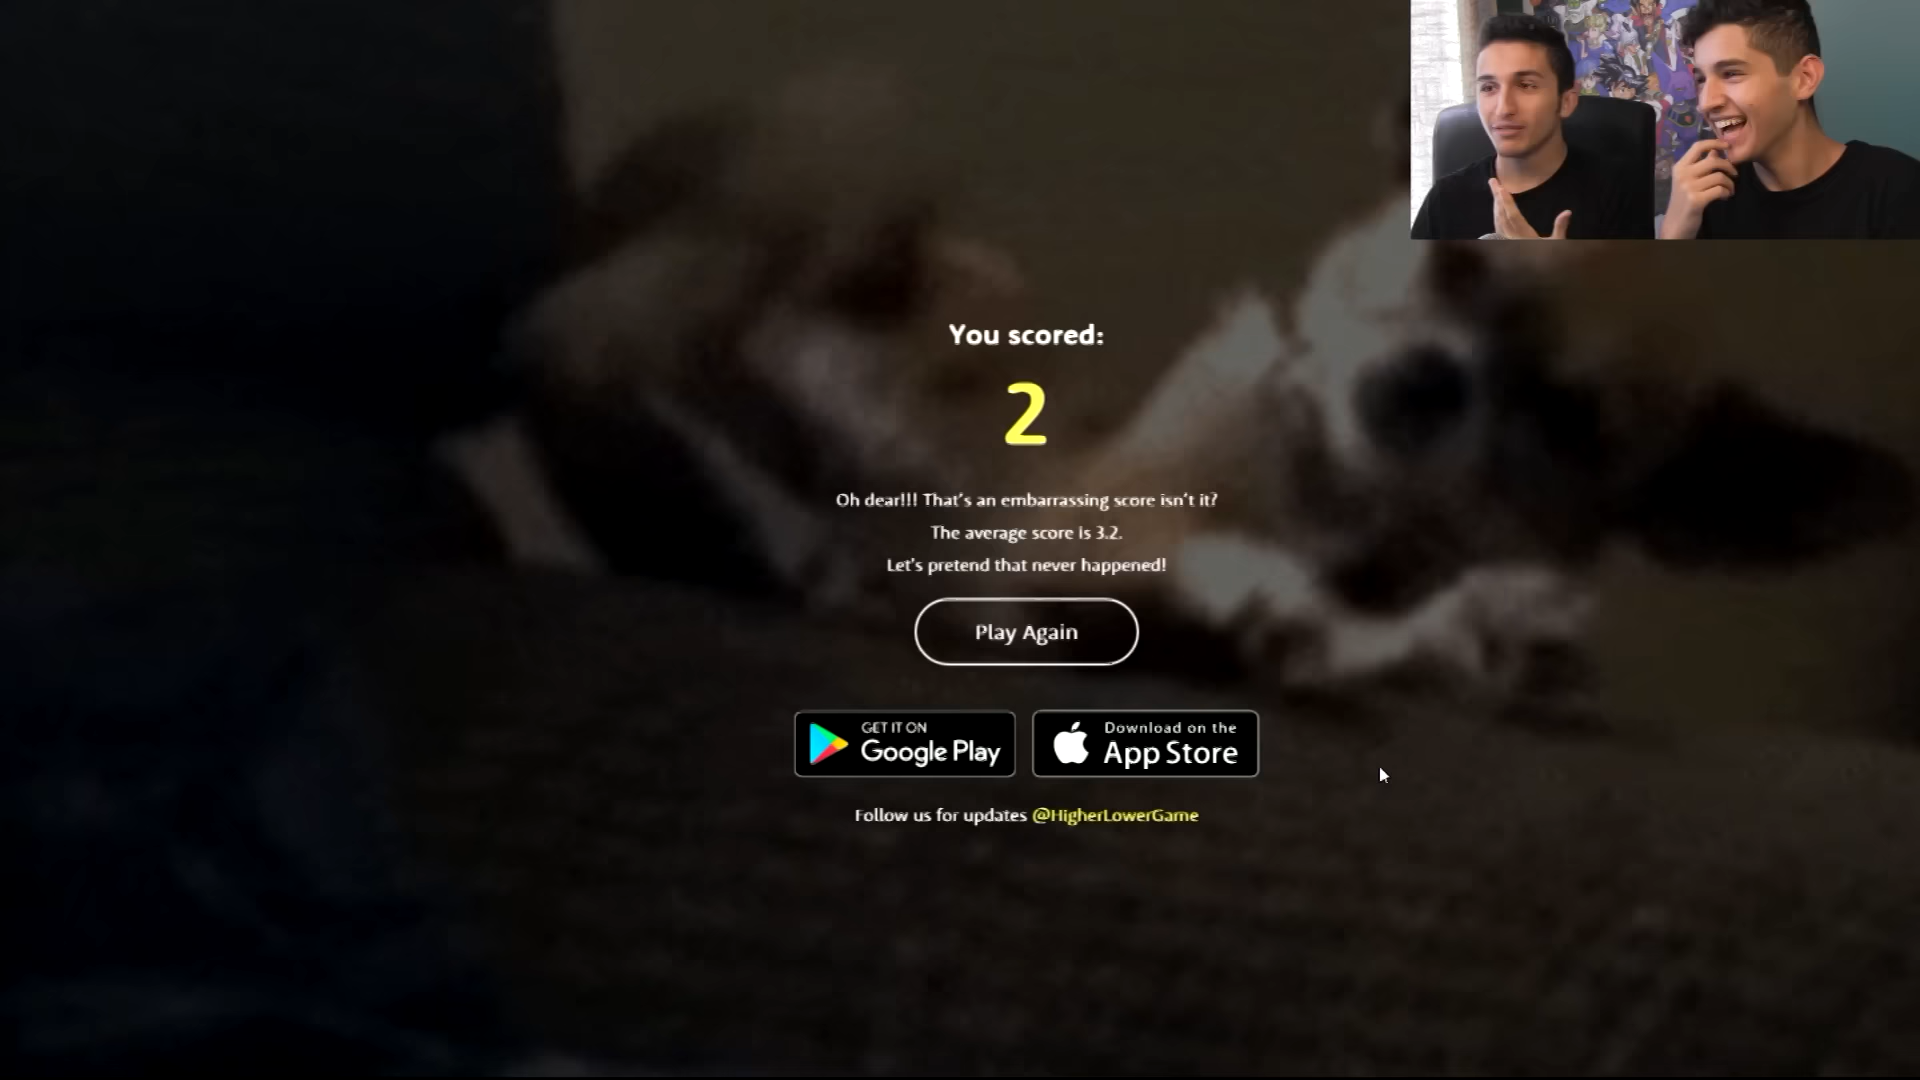 You scored:
2
Oh dear!!! That's an embarrassing score isn't it?
The average score is 3.2.
Let's pretend that never happened!
Play Again
GET IT ON
Google Play
Download on the
App Store
Follow us for updates @HigherLowerGame